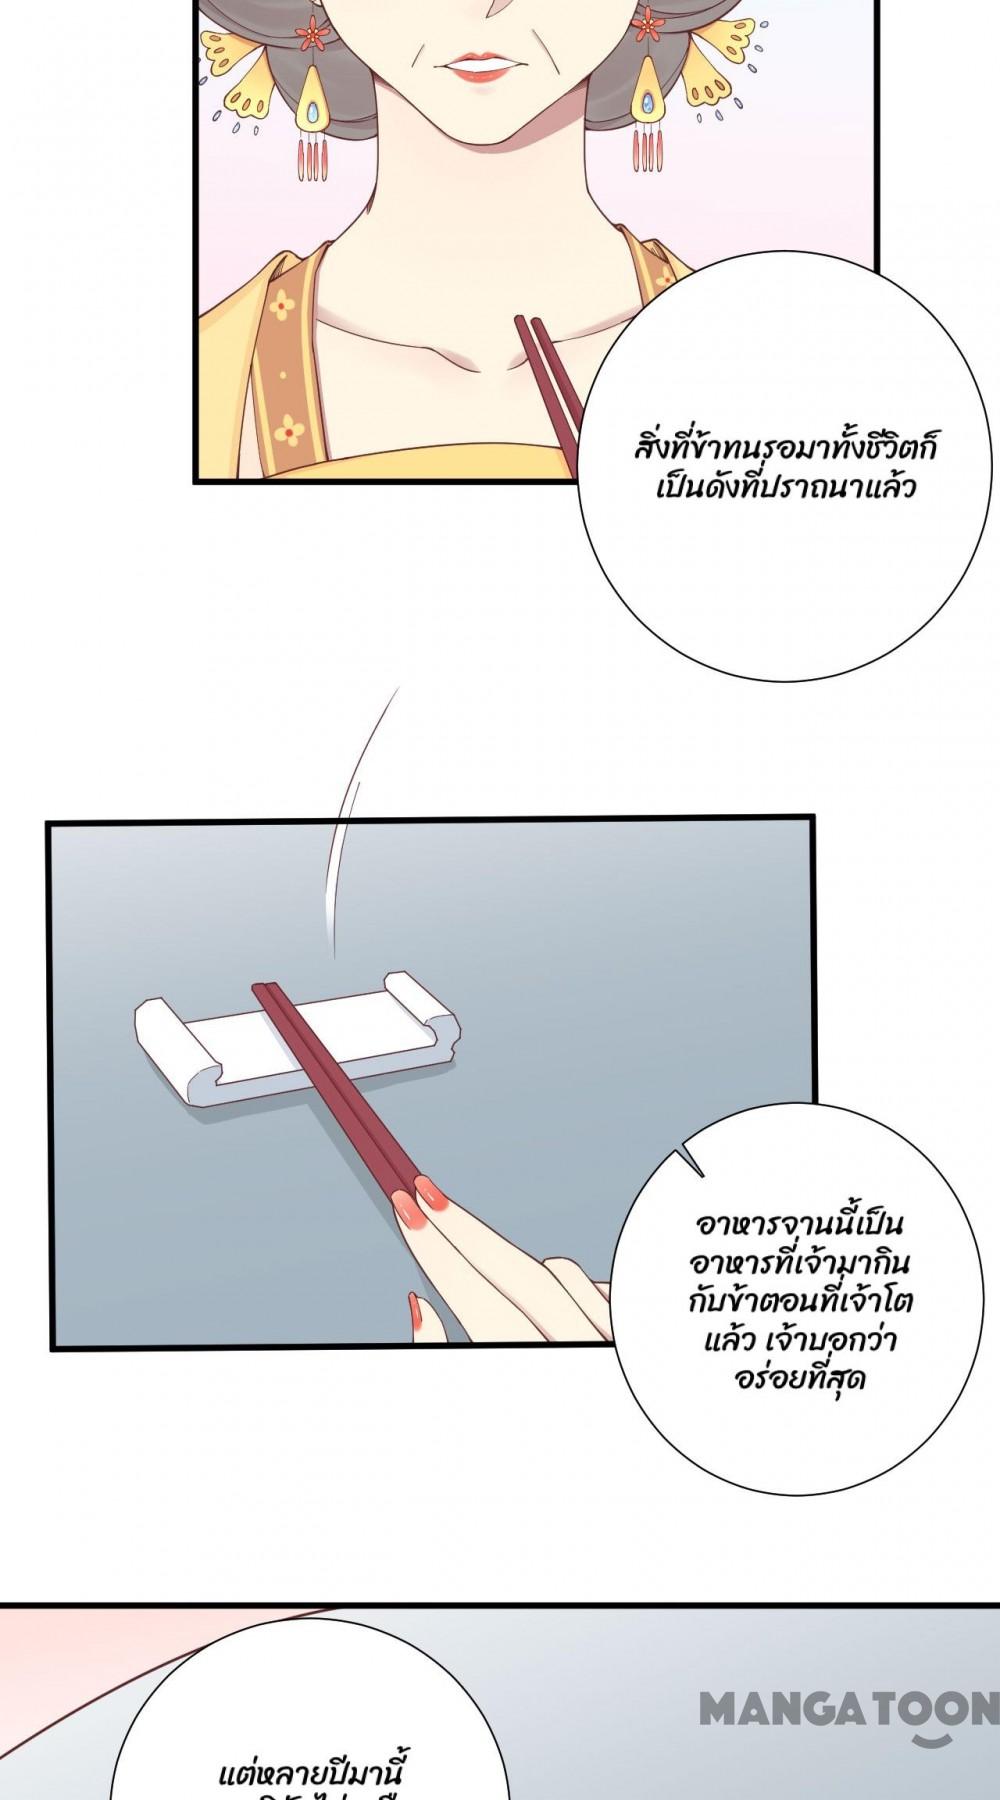 สิ่งที่ข้าทนรอมาทั้งชีวิตก็
เป็นดังที่ปราถนาแล้ว
อาหารจานนี้เป็น
อาหารที่เจ้ามากิน
กับข้าตอนที่เจ้าโต
แล้ว เจ้าบอกว่า
อร่อยที่สุด
MANGATOON
แต่หลายปีมานี้